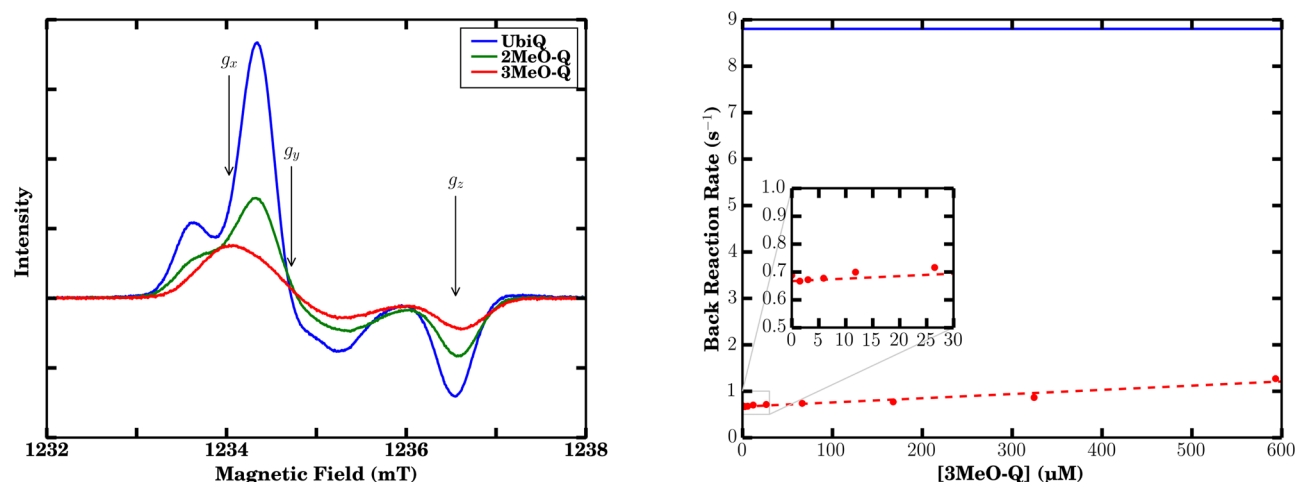 UbiQ
2MeO-Q
3MeO-Q
gx
gy
gz
Intensity
1232
1234
1236
1238
Magnetic Field (mT)
9
8
7
6
5
4
3
2
1
0
Back Reaction Rate (s−1)
1.0
0.9
0.8
0.7
0.6
0.5
0 5 10 15 20 25 30
0 100 200 300 400 500 600
[3MeO-Q] (μM)